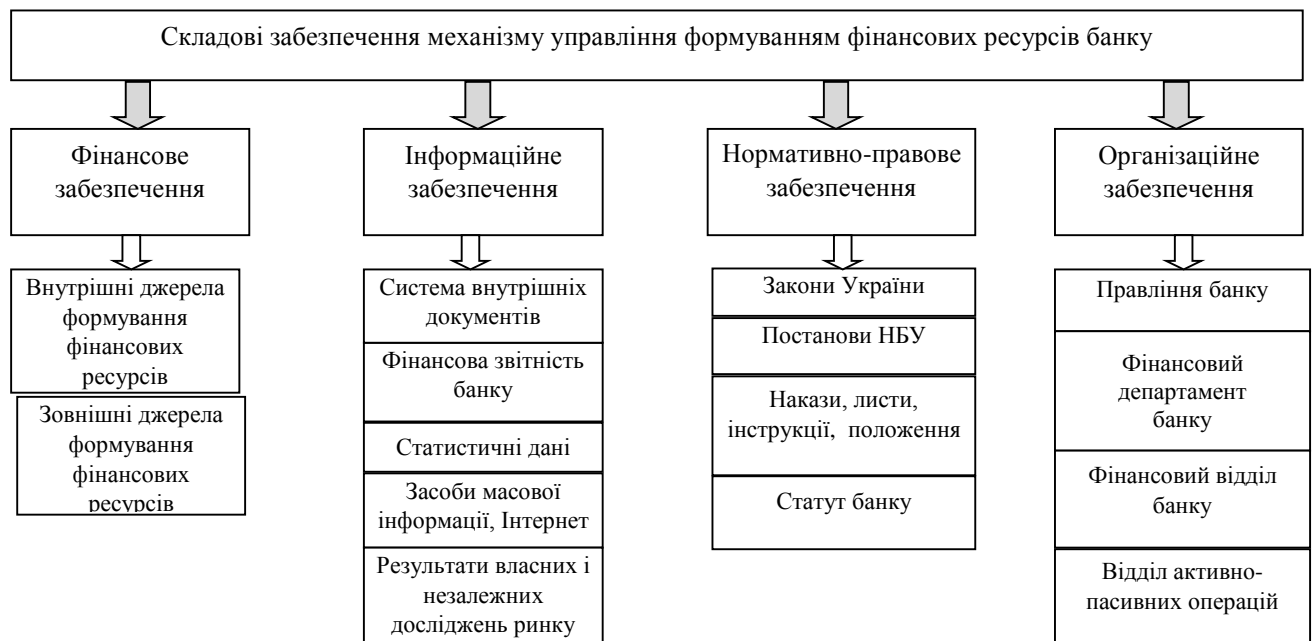 Складові забезпечення механізму управління формуванням фінансових ресурсів банку
Фінансове
забезпечення
Внутрішні джерела
формування
фінансових
ресурсів
Зовнішні джерела
формування
фінансових
ресурсів
Інформаційне
забезпечення
Система внутрішніх
документів
Фінансова звітність
банку
Статистичні дані
Засоби масової
інформації, Інтернет
Результати власних і
незалежних
досліджень ринку
Нормативно-правове
забезпечення
Закони України
Постанови НБУ
Накази, листи,
інструкції, положення
Статут банку
Організаційне
забезпечення
Правління банку
Фінансовий
департамент
банку
Фінансовий відділ
банку
Відділ активно-
пасивних операцій